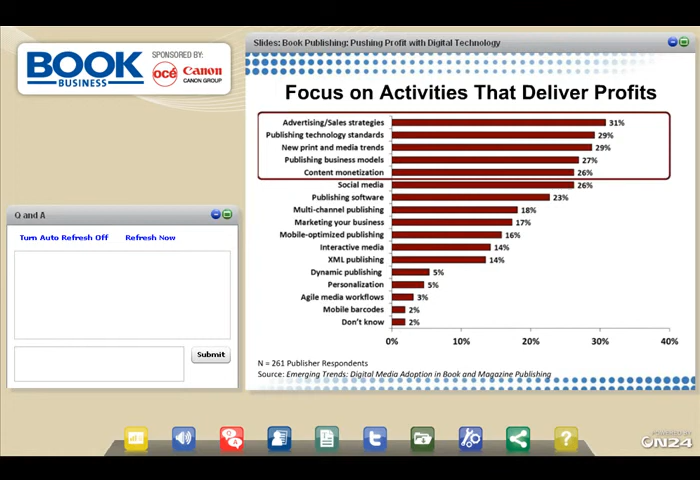 BOOK
BUSINESS
SPONSORED BY:
océ
Canon
CANON GROUP
Slides: Book Publishing: Pushing Profit with Digital Technology
Focus on Activities That Deliver Profits
Advertising/Sales strategies 31%
Publishing technology standards 29%
New print and media trends 29%
Publishing business models 27%
Content monetization 26%
Social media 26%
Publishing software 23%
Multi-channel publishing 18%
Marketing your business 17%
Mobile-optimized publishing 16%
Interactive media 14%
XML publishing 14%
Dynamic publishing 5%
Personalization 5%
Agile media workflows 3%
Mobile barcodes 2%
Don't know 2%
0% 10% 20% 30% 40%
N = 261 Publisher Respondents
Source: Emerging Trends: Digital Media Adoption in Book and Magazine Publishing
Q and A
Turn Auto Refresh Off Refresh Now
Submit
Q
A
?
POWERED BY
ON24